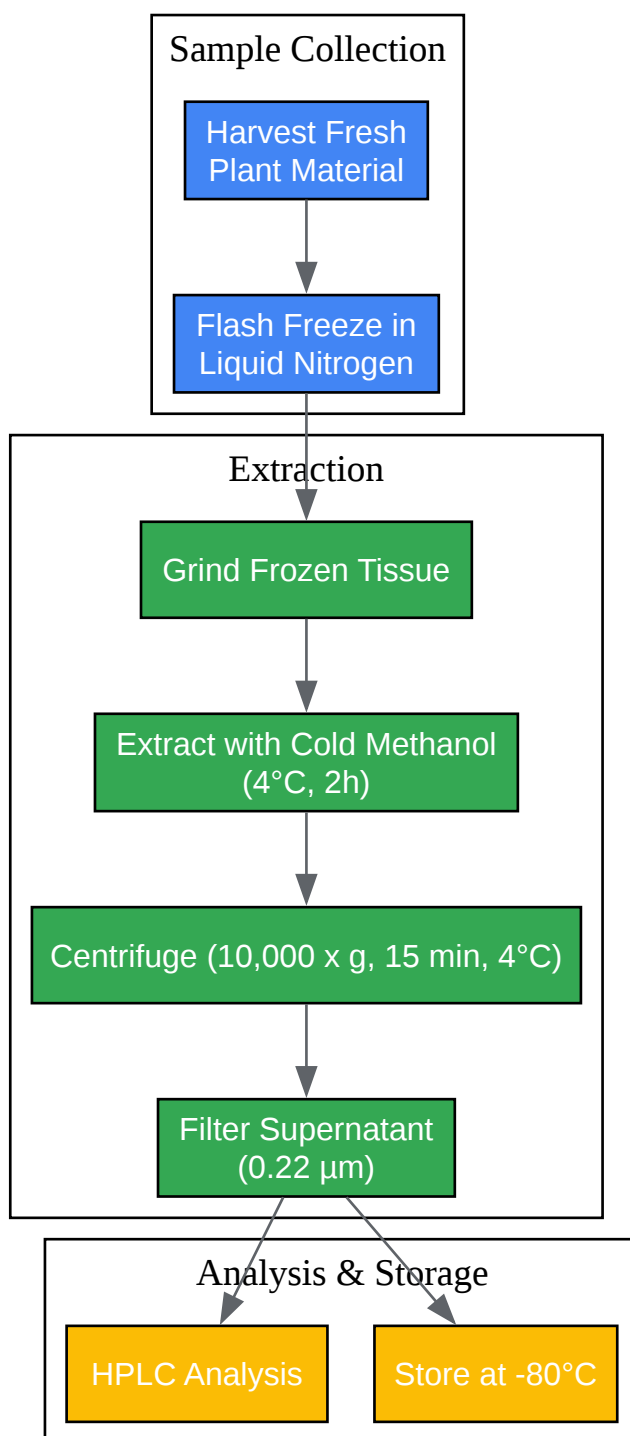 Sample Collection
Harvest Fresh
Plant Material
Flash Freeze in
Liquid Nitrogen
Extraction
Grind Frozen Tissue
Extract with Cold Methanol
(4°C, 2h)
Centrifuge (10,000 x g, 15 min, 4°C)
Filter Supernatant
(0.22 µm)
Analysis & Storage
HPLC Analysis
Store at -80°C